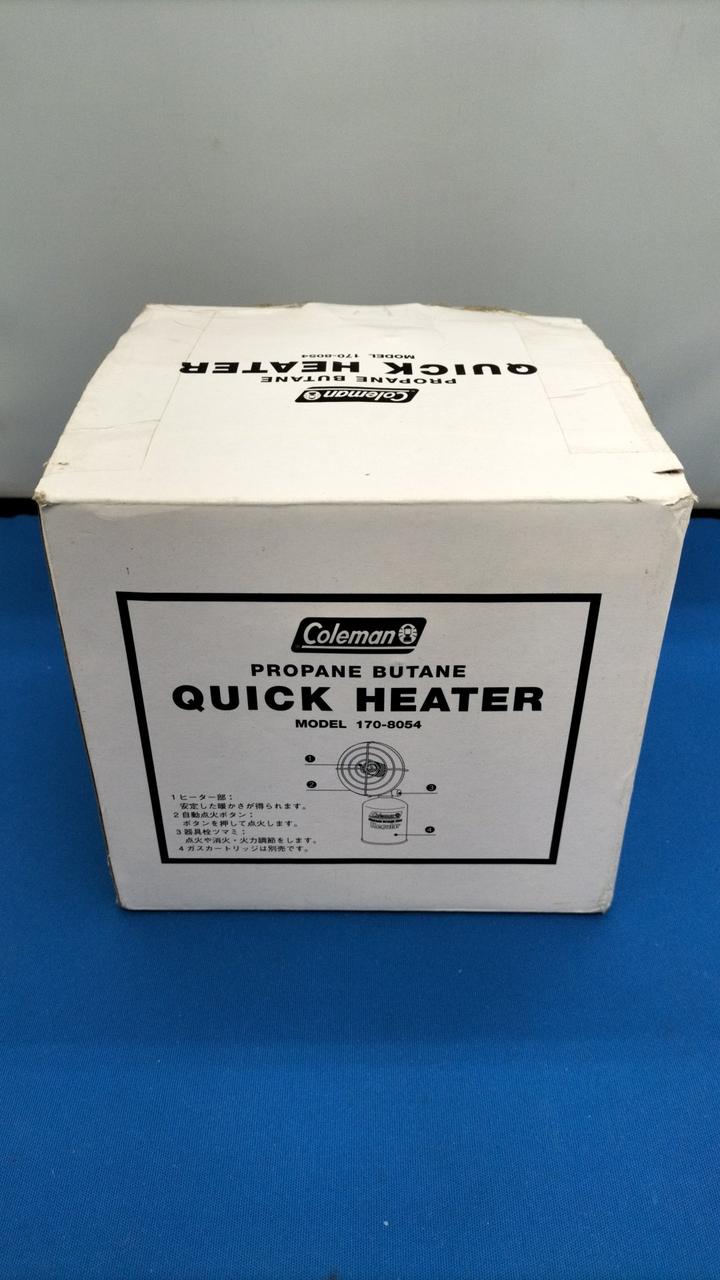 MODEL 170-8054
QUICK HEATER
PROPANE BUTANE
Coleman
Coleman
PROPANE BUTANE
QUICK HEATER
MODEL 170-8054
1
2
3
4
Coleman
1 ヒーター部：
安定した暖かさが得られます。
2 自動点火ボタン：
ボタンを押して点火します。
3 器具栓ツマミ：
点火や消火・火力調節をします。
4 ガスカートリッジは別売です。